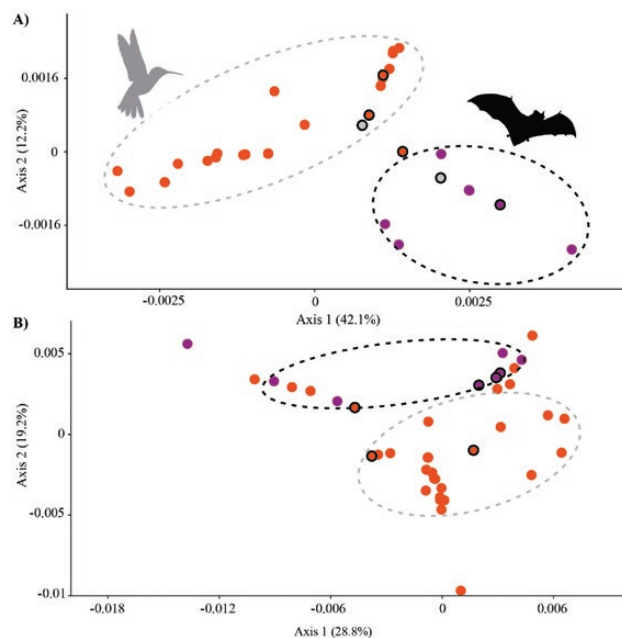 A)
0.0016
0
-0.0016
Axis 2 (12.2%)
-0.0025
0
0.0025
Axis 1 (42.1%)
B)
0.005
0
-0.005
-0.01
Axis 2 (19.2%)
-0.018
-0.006
-0.006
0
0.006
Axis 1 (28.8%)